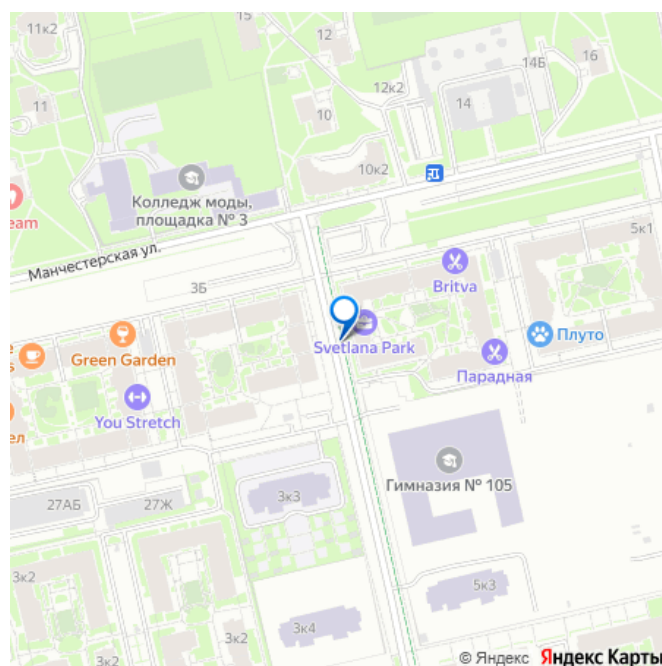 11к2
15
12
16
14Б
12к2
14
11
10
10к2
Колледж моды,
площадка № 3
eam
Манчестерская ул.
5к1
3Б
Britva
Green Garden
Svetlana Park
Плуто
Парадная
s
You Stretch
ел
Гимназия № 105
27АБ
27Ж
3к3
3к2
5к3
3к2
3к4
© Яндекс Яндекс Карты